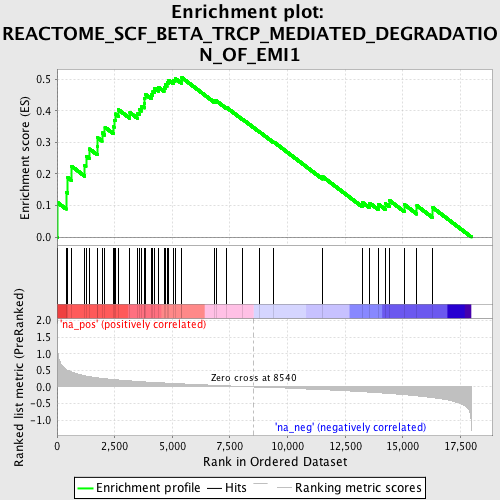 Enrichment plot:
REACTOME_SCF_BETA_TRCP_MEDIATED_DEGRADATIO
N_OF_EMI1
Enrichment score (ES)
0.5
0.4
0.3
0.2
0.1
0.0
'na_pos' (positively correlated)
Ranked list metric (PreRanked)
2.0
1.5
1.0
0.5
0.0
-0.5
-1.0
Zero cross at 8540
'na_neg' (negatively correlated)
0
2,500
5,000
7,500
10,000
12,500
15,000
17,500
Rank in Ordered Dataset
Enrichment profile
Hits
Ranking metric scores